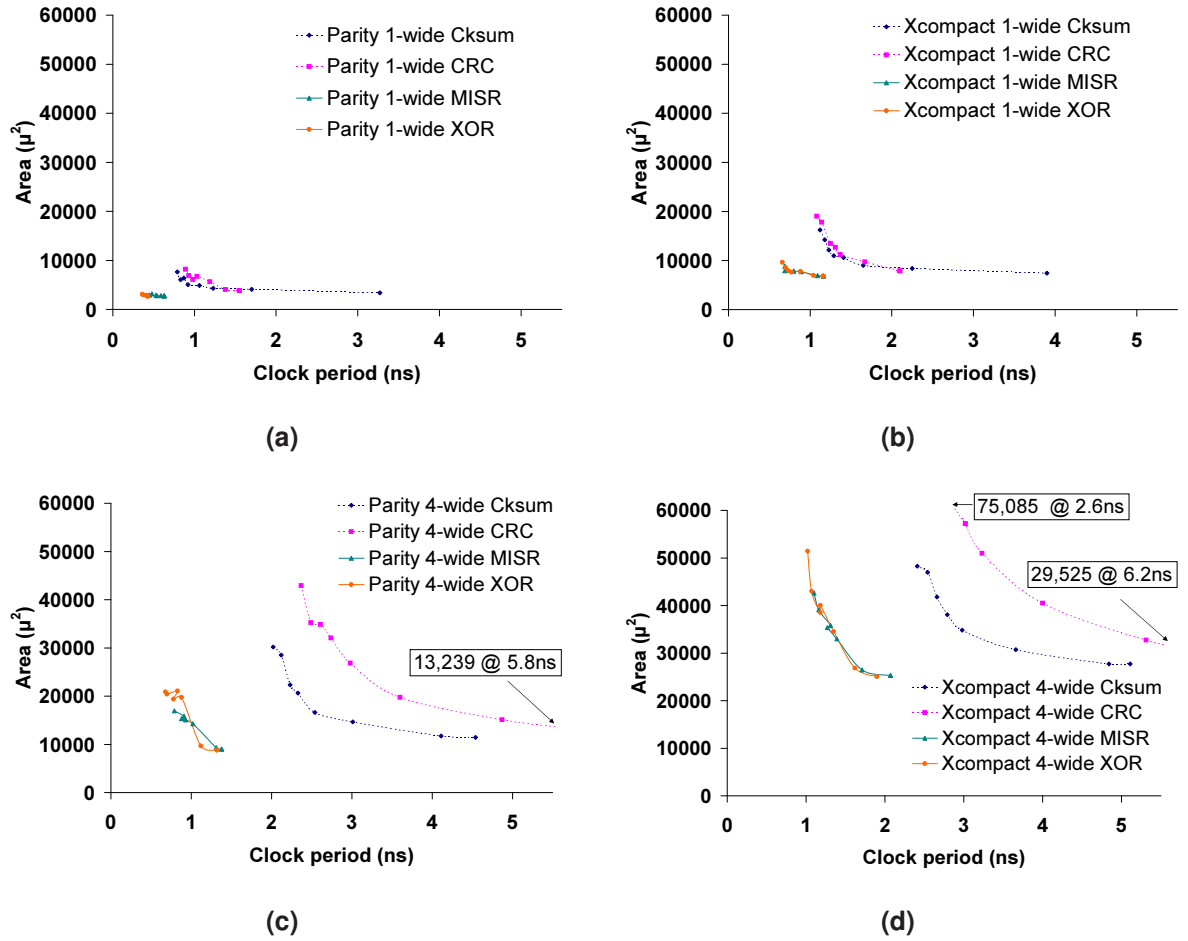 60000
50000
40000
30000
20000
10000
0
Area (µ²)
Parity 1-wide Cksum
Parity 1-wide CRC
Parity 1-wide MISR
Parity 1-wide XOR
0 1 2 3 4 5
Clock period (ns)
(a)
60000
50000
40000
30000
20000
10000
0
Area (µ²)
Xcompact 1-wide Cksum
Xcompact 1-wide CRC
Xcompact 1-wide MISR
Xcompact 1-wide XOR
0 1 2 3 4 5
Clock period (ns)
(b)
60000
50000
40000
30000
20000
10000
0
Area (µ²)
Parity 4-wide Cksum
Parity 4-wide CRC
Parity 4-wide MISR
Parity 4-wide XOR
13,239 @ 5.8ns
0 1 2 3 4 5
Clock period (ns)
(c)
60000
50000
40000
30000
20000
10000
0
Area (µ²)
75,085 @ 2.6ns
29,525 @ 6.2ns
Xcompact 4-wide Cksum
Xcompact 4-wide CRC
Xcompact 4-wide MISR
Xcompact 4-wide XOR
0 1 2 3 4 5
Clock period (ns)
(d)